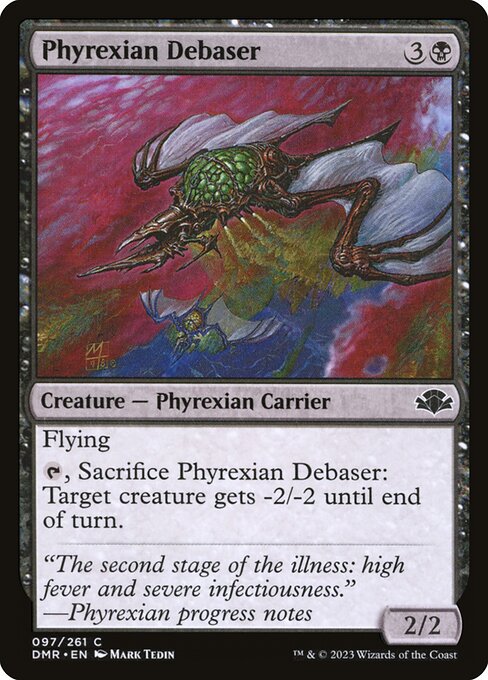 Phyrexian Debaser 3
Creature — Phyrexian Carrier
Flying
, Sacrifice Phyrexian Debaser:
Target creature gets -2/-2 until end
of turn.
“The second stage of the illness: high
fever and severe infectiousness.”
—Phyrexian progress notes
2/2
097/261 C
DMR • EN Mark Tedin
™ & © 2023 Wizards of the Coast